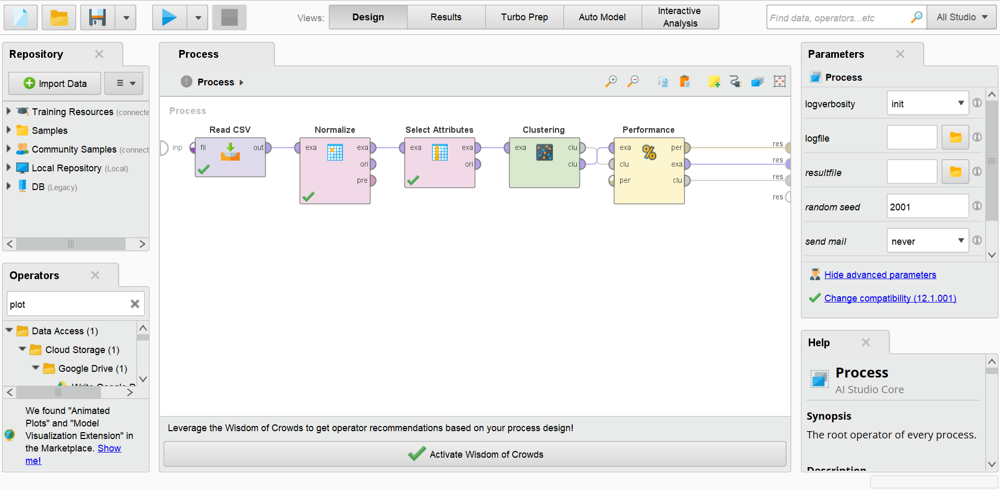 Views:
Design
Results
Turbo Prep
Auto Model
Interactive
Analysis
Find data, operators...etc
All Studio
Repository
Import Data
Training Resources (connecte
Samples
Community Samples (connect
Local Repository (Local)
DB (Legacy)
Operators
plot
Data Access (1)
Cloud Storage (1)
Google Drive (1)
Write Google D
We found "Animated
Plots" and "Model
Visualization Extension" in
the Marketplace. Show
me!
Process
Process
Process
Read CSV
Normalize
Select Attributes
Clustering
Performance
inp
fil
out
exa
exa
ori
pre
exa
exa
ori
exa
clu
clu
exa
clu
per
per
exa
clu
res
res
res
res
Leverage the Wisdom of Crowds to get operator recommendations based on your process design!
Activate Wisdom of Crowds
Parameters
Process
logverbosity
init
logfile
resultfile
random seed
2001
send mail
never
Hide advanced parameters
Change compatibility (12.1.001)
Help
Process
AI Studio Core
Synopsis
The root operator of every process.
Description